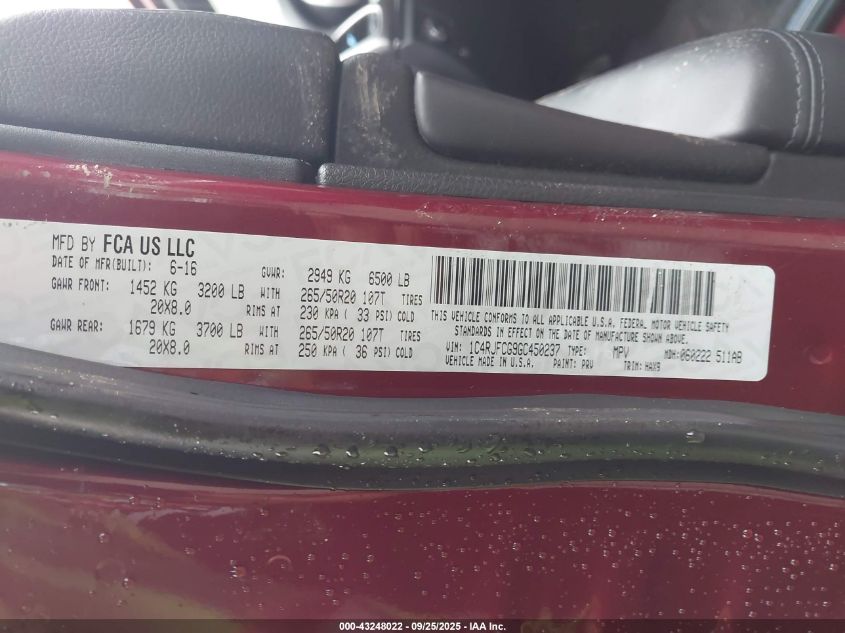 MFD BY FCA US LLC
DATE OF MFR(BUILT): 6-16 GVWR: 2949 KG 6500 LB
GAWR FRONT: 1452 KG 3200 LB WITH 265/50R20 107T TIRES
20X8.0 RIMS AT 230 KPA ( 33 PSI) COLD
GAWR REAR: 1679 KG 3700 LB WITH 265/50R20 107T TIRES
20X8.0 RIMS AT 250 KPA ( 36 PSI) COLD
THIS VEHICLE CONFORMS TO ALL APPLICABLE U.S.A. FEDERAL MOTOR VEHICLE SAFETY
STANDARDS IN EFFECT ON THE DATE OF MANUFACTURE SHOWN ABOVE.
VIN: 1C4RJFCG9GC450237 TYPE: MPV MDH:060222 511AB
VEHICLE MADE IN U.S.A. PAINT: PRV TRIM: HAX9
000-43248022 - 09/25/2025 - IAA Inc.